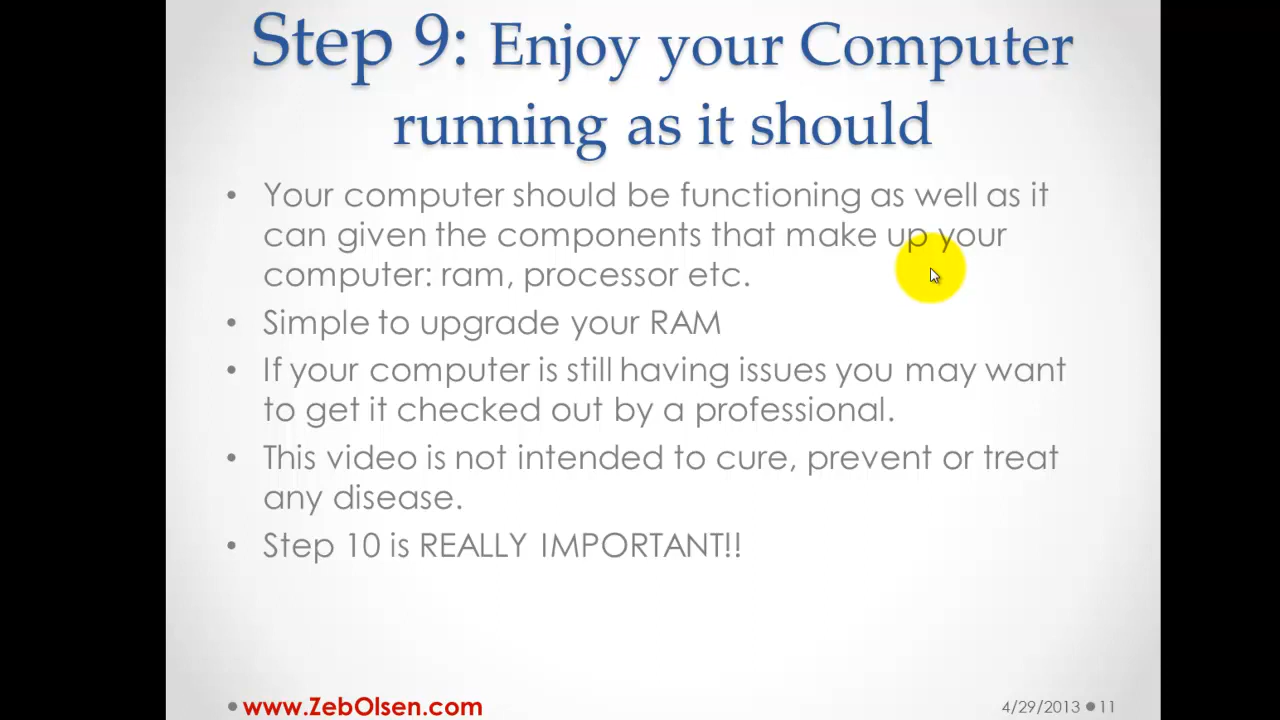 Step 9: Enjoy your Computer
running as it should
• Your computer should be functioning as well as it
can given the components that make up your
computer: ram, processor etc.
• Simple to upgrade your RAM
• If your computer is still having issues you may want
to get it checked out by a professional.
• This video is not intended to cure, prevent or treat
any disease.
• Step 10 is REALLY IMPORTANT!!
• www.ZebOlsen.com
4/29/2013 • 11